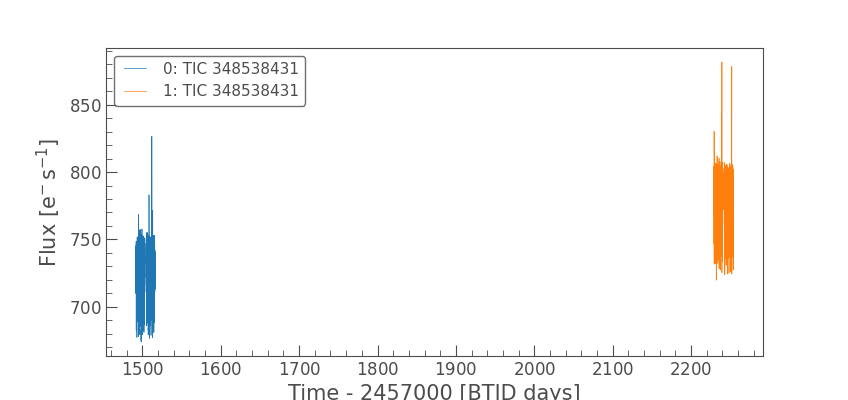 0: TIC 348538431
1: TIC 348538431
850
800
750
700
Flux [e⁻ s⁻¹]
1500 1600 1700 1800 1900 2000 2100 2200
Time - 2457000 [BTJD days]